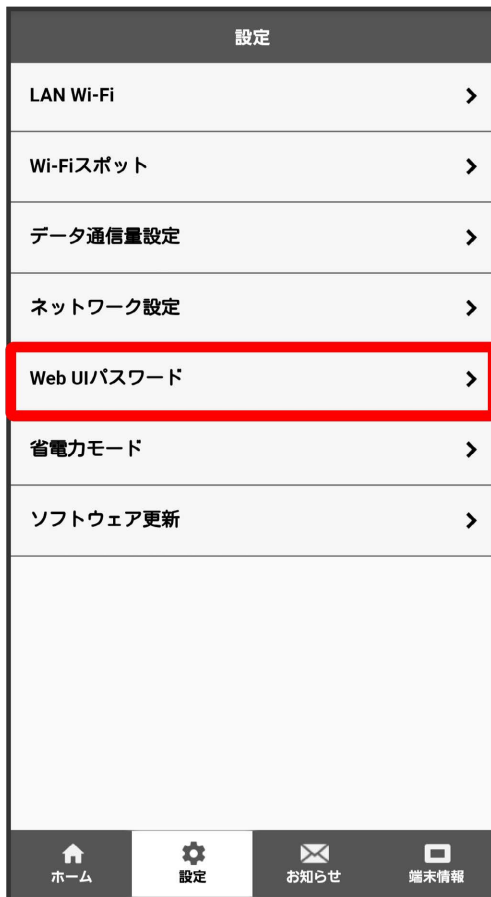 設定
LAN Wi-Fi
Wi-Fiスポット
データ通信量設定
ネットワーク設定
Web UIパスワード
省電力モード
ソフトウェア更新
ホーム
設定
お知らせ
端末情報